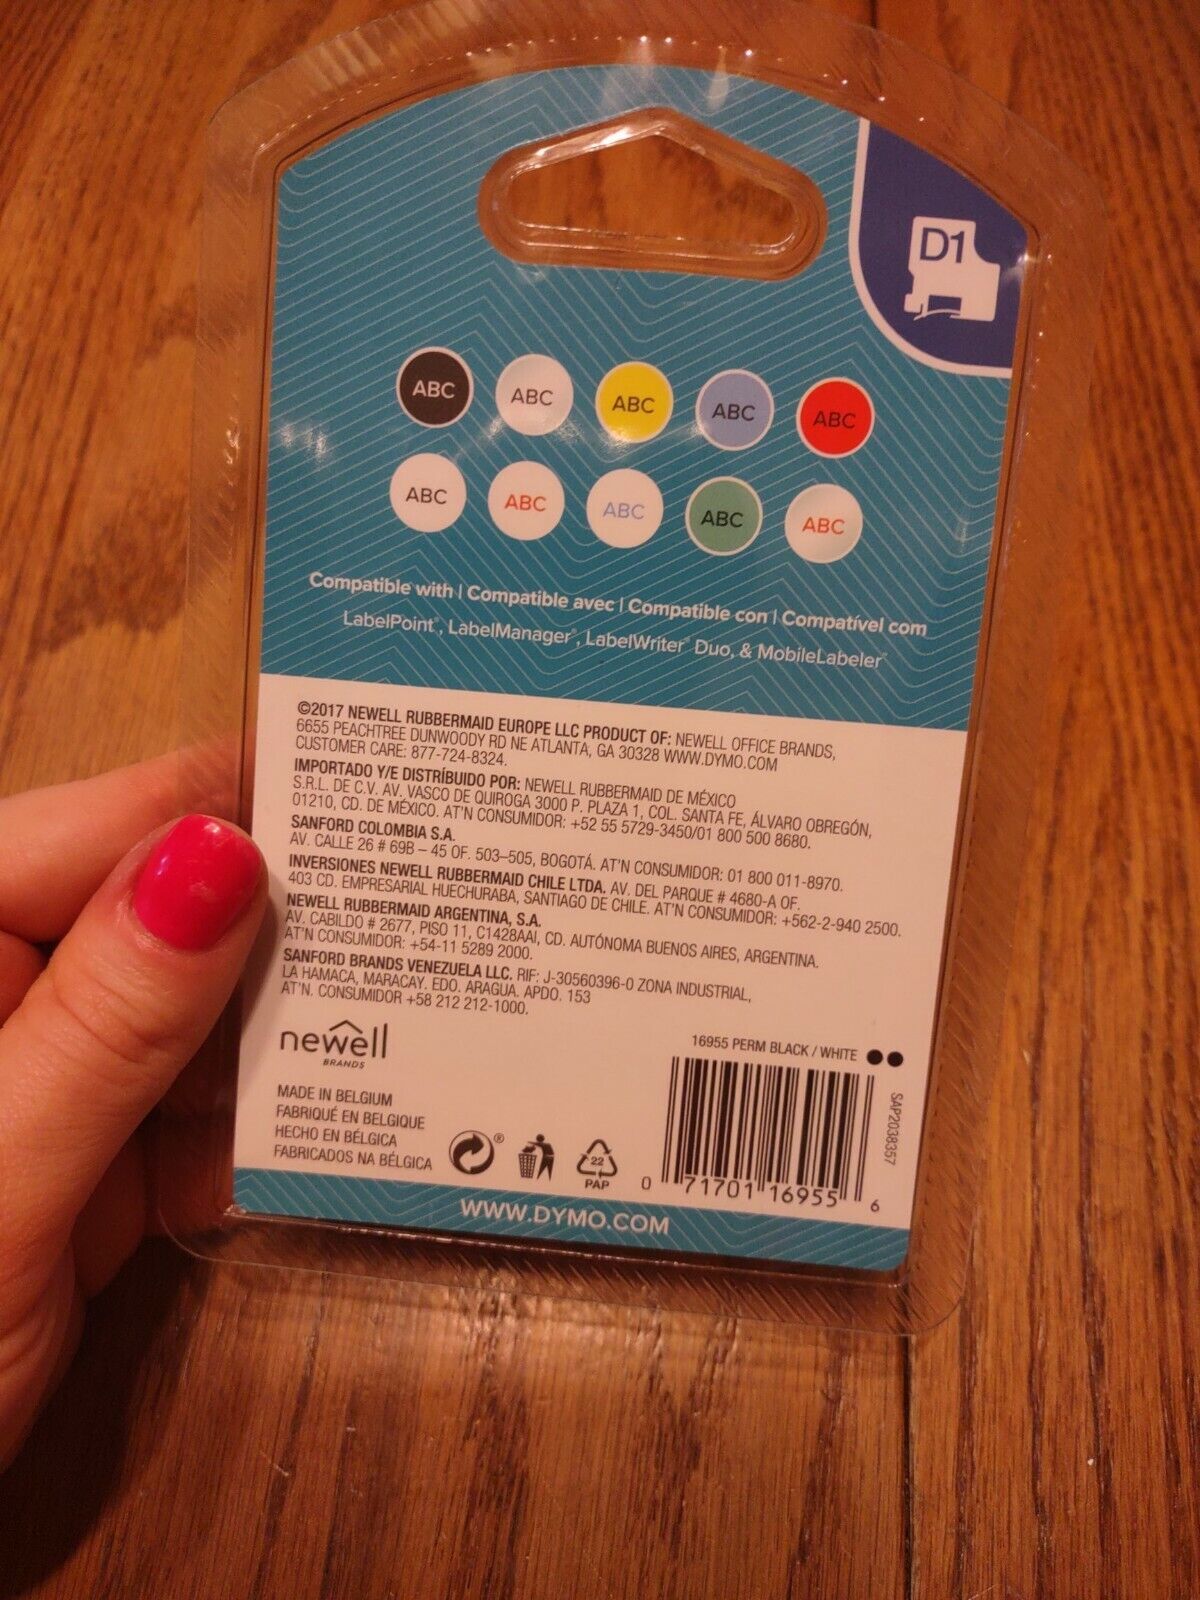 D1
ABC ABC ABC ABC ABC
ABC ABC ABC ABC ABC
Compatible with | Compatible avec | Compatible con | Compatível com
LabelPoint®, LabelManager®, LabelWriter® Duo, & MobileLabeler®
©2017 NEWELL RUBBERMAID EUROPE LLC PRODUCT OF: NEWELL OFFICE BRANDS,
6655 PEACHTREE DUNWOODY RD NE ATLANTA, GA 30328 WWW.DYMO.COM
CUSTOMER CARE: 877-724-8324.
IMPORTADO Y/E DISTRÍBUIDO POR: NEWELL RUBBERMAID DE MÉXICO
S.R.L. DE C.V. AV. VASCO DE QUIROGA 3000 P. PLAZA 1, COL. SANTA FE, ÁLVARO OBREGÓN,
01210, CD. DE MÉXICO. AT'N CONSUMIDOR: +52 55 5729-3450/01 800 500 8680.
SANFORD COLOMBIA S.A.
AV. CALLE 26 # 69B – 45 OF. 503–505, BOGOTÁ. AT'N CONSUMIDOR: 01 800 011-8970.
INVERSIONES NEWELL RUBBERMAID CHILE LTDA. AV. DEL PARQUE # 4680-A OF.
403 CD. EMPRESARIAL HUECHURABA, SANTIAGO DE CHILE. AT'N CONSUMIDOR: +562-2-940 2500.
NEWELL RUBBERMAID ARGENTINA, S.A.
AV. CABILDO # 2677, PISO 11, C1428AAI, CD. AUTÓNOMA BUENOS AIRES, ARGENTINA.
AT'N CONSUMIDOR: +54-11 5289 2000.
SANFORD BRANDS VENEZUELA LLC. RIF: J-30560396-0 ZONA INDUSTRIAL,
LA HAMACA, MARACAY. EDO. ARAGUA. APDO. 153
AT'N. CONSUMIDOR +58 212 212-1000.
newell
BRANDS
16955 PERM BLACK / WHITE
SAP2038357
MADE IN BELGIUM
FABRIQUÉ EN BELGIQUE
HECHO EN BÉLGICA
FABRICADOS NA BÉLGICA
®
22
PAP
0 71701 16955 6
WWW.DYMO.COM